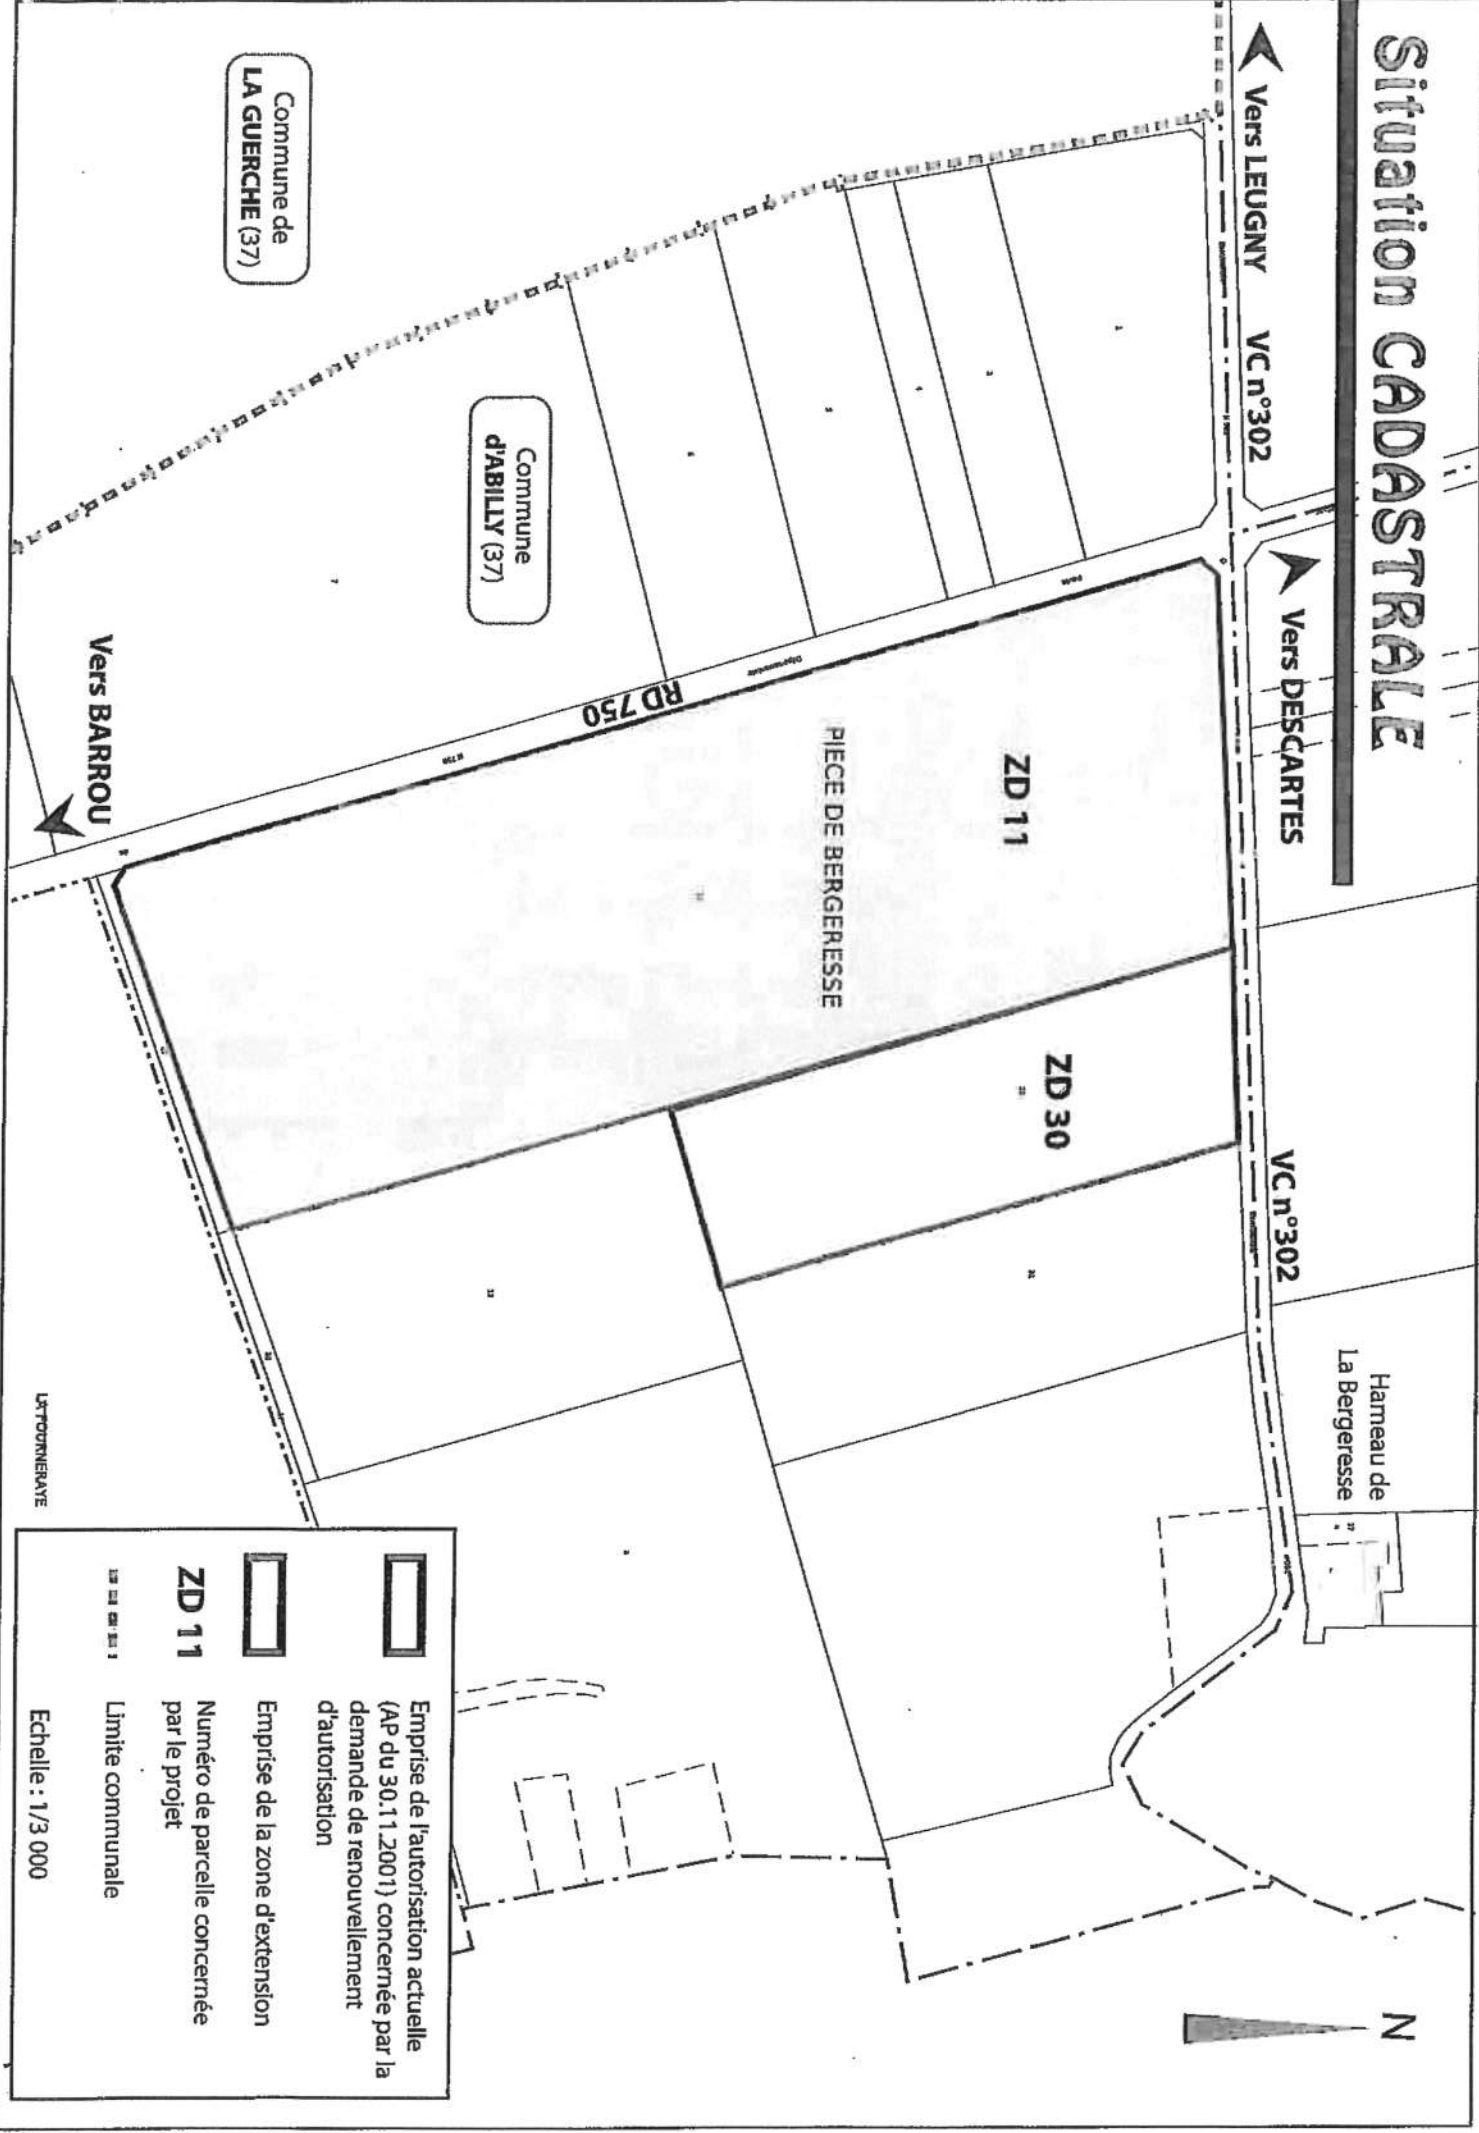 Situation CADASTRALE
Vers LEUGNY
VC n°302
Vers DESCARTES
VC n°302
Hameau de
La Bergeresse
N
ZD 11
ZD 30
PIECE DE BERGERESSE
RD 750
Départementale
Commune de
LA GUERCHE (37)
Commune
d'ABILLY (37)
Vers BARROU
LA FOURNERAYE
Emprise de l'autorisation actuelle
(AP du 30.11.2001) concernée par la
demande de renouvellement
d'autorisation
Emprise de la zone d'extension
ZD 11
Numéro de parcelle concernée
par le projet
Limite communale
Echelle : 1/3 000